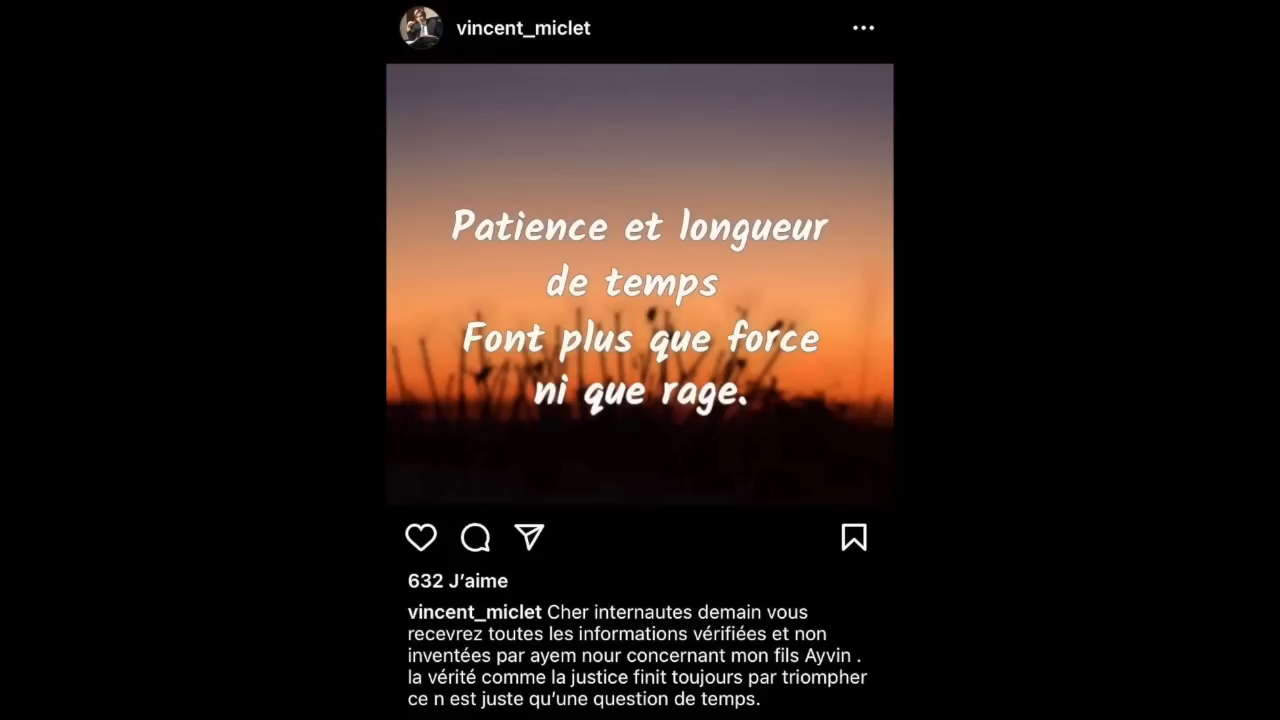 vincent_miclet
Patience et longueur
de temps
Font plus que force
ni que rage.
632 J’aime
vincent_miclet Cher internautes demain vous
recevrez toutes les informations vérifiées et non
inventées par ayem nour concernant mon fils Ayvin .
la vérité comme la justice finit toujours par triompher
ce n est juste qu’une question de temps.